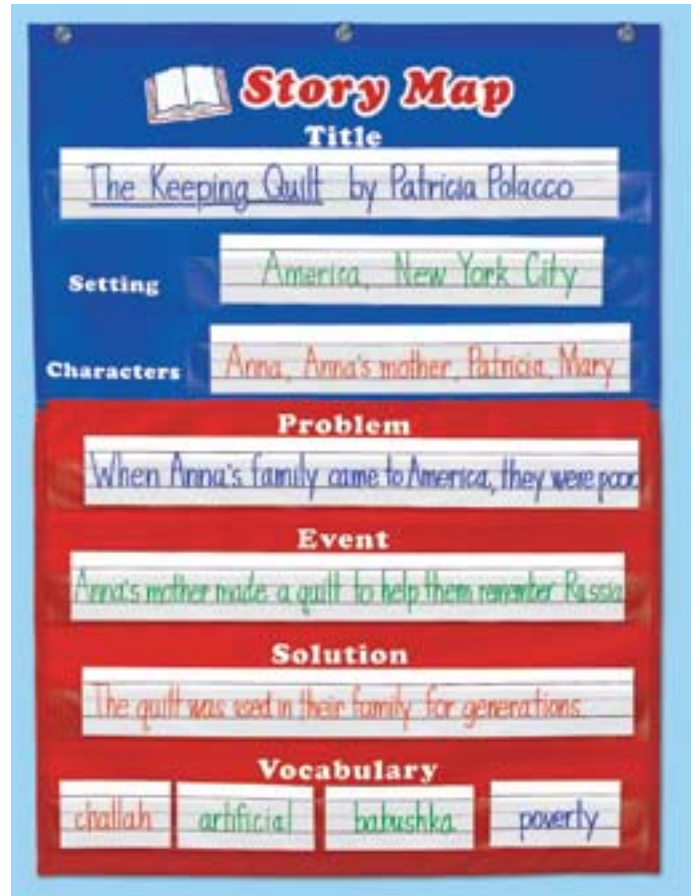 Story Map
Title
The Keeping Quilt by Patricia Polacco
Setting
America, New York City
Characters
Anna, Anna's mother, Patricia, Mary
Problem
When Anna's family came to America, they were poor.
Event
Anna's mother made a quilt to help them remember Russia
Solution
The quilt was used in their family for generations.
Vocabulary
challah artificial babushka poverty